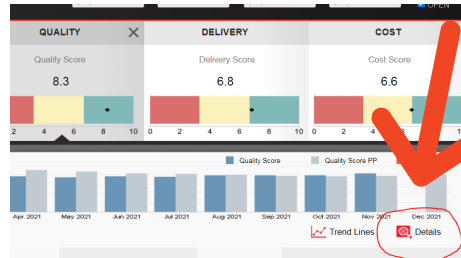 OPEN
QUALITY
DELIVERY
COST
Quality Score
Delivery Score
Cost Score
8.3
6.8
6.6
2 4 6 8 10 0 2 4 6 8 10 0 2 4 6
Quality Score Quality Score PP
Apr 2021 May 2021 Jun 2021 Jul 2021 Aug 2021 Sep 2021 Oct 2021 Nov 2021 Dec 2021
Trend Lines Details